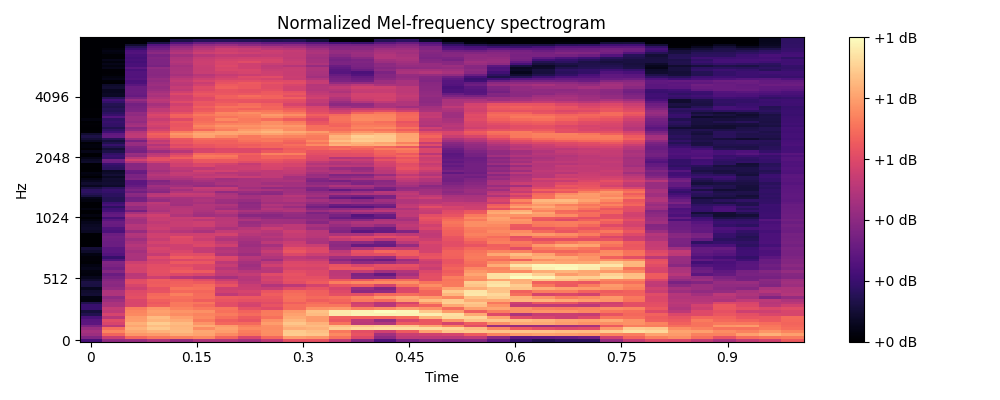 Normalized Mel-frequency spectrogram
Hz
4096
2048
1024
512
0
0 0.15 0.3 0.45 0.6 0.75 0.9
Time
+1 dB
+1 dB
+1 dB
+0 dB
+0 dB
+0 dB